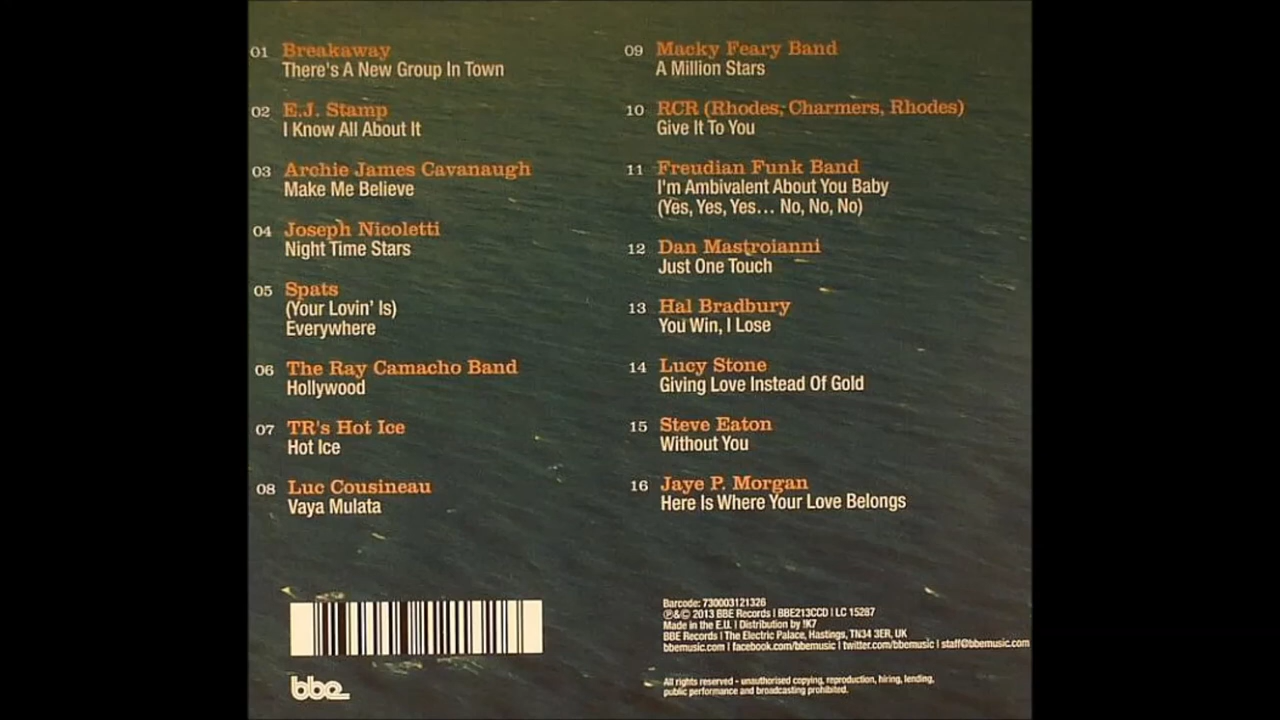 01 Breakaway
There's A New Group In Town
02 E.J. Stamp
I Know All About It
03 Archie James Cavanaugh
Make Me Believe
04 Joseph Nicoletti
Night Time Stars
05 Spats
(Your Lovin' Is)
Everywhere
06 The Ray Camacho Band
Hollywood
07 TR's Hot Ice
Hot Ice
08 Luc Cousineau
Vaya Mulata
09 Macky Feary Band
A Million Stars
10 RCR (Rhodes, Charmers, Rhodes)
Give It To You
11 Freudian Funk Band
I'm Ambivalent About You Baby
(Yes, Yes, Yes... No, No, No)
12 Dan Mastroianni
Just One Touch
13 Hal Bradbury
You Win, I Lose
14 Lucy Stone
Giving Love Instead Of Gold
15 Steve Eaton
Without You
16 Jaye P. Morgan
Here Is Where Your Love Belongs
bbe
Barcode: 730003121326
℗&© 2013 BBE Records | BBE213CCD | LC 15287
Made in the E.U. | Distribution by !K7
BBE Records | The Electric Palace, Hastings, TN34 3ER, UK
bbemusic.com | facebook.com/bbemusic | twitter.com/bbemusic | staff@bbemusic.com
All rights reserved - unauthorised copying, reproduction, hiring, lending,
public performance and broadcasting prohibited.